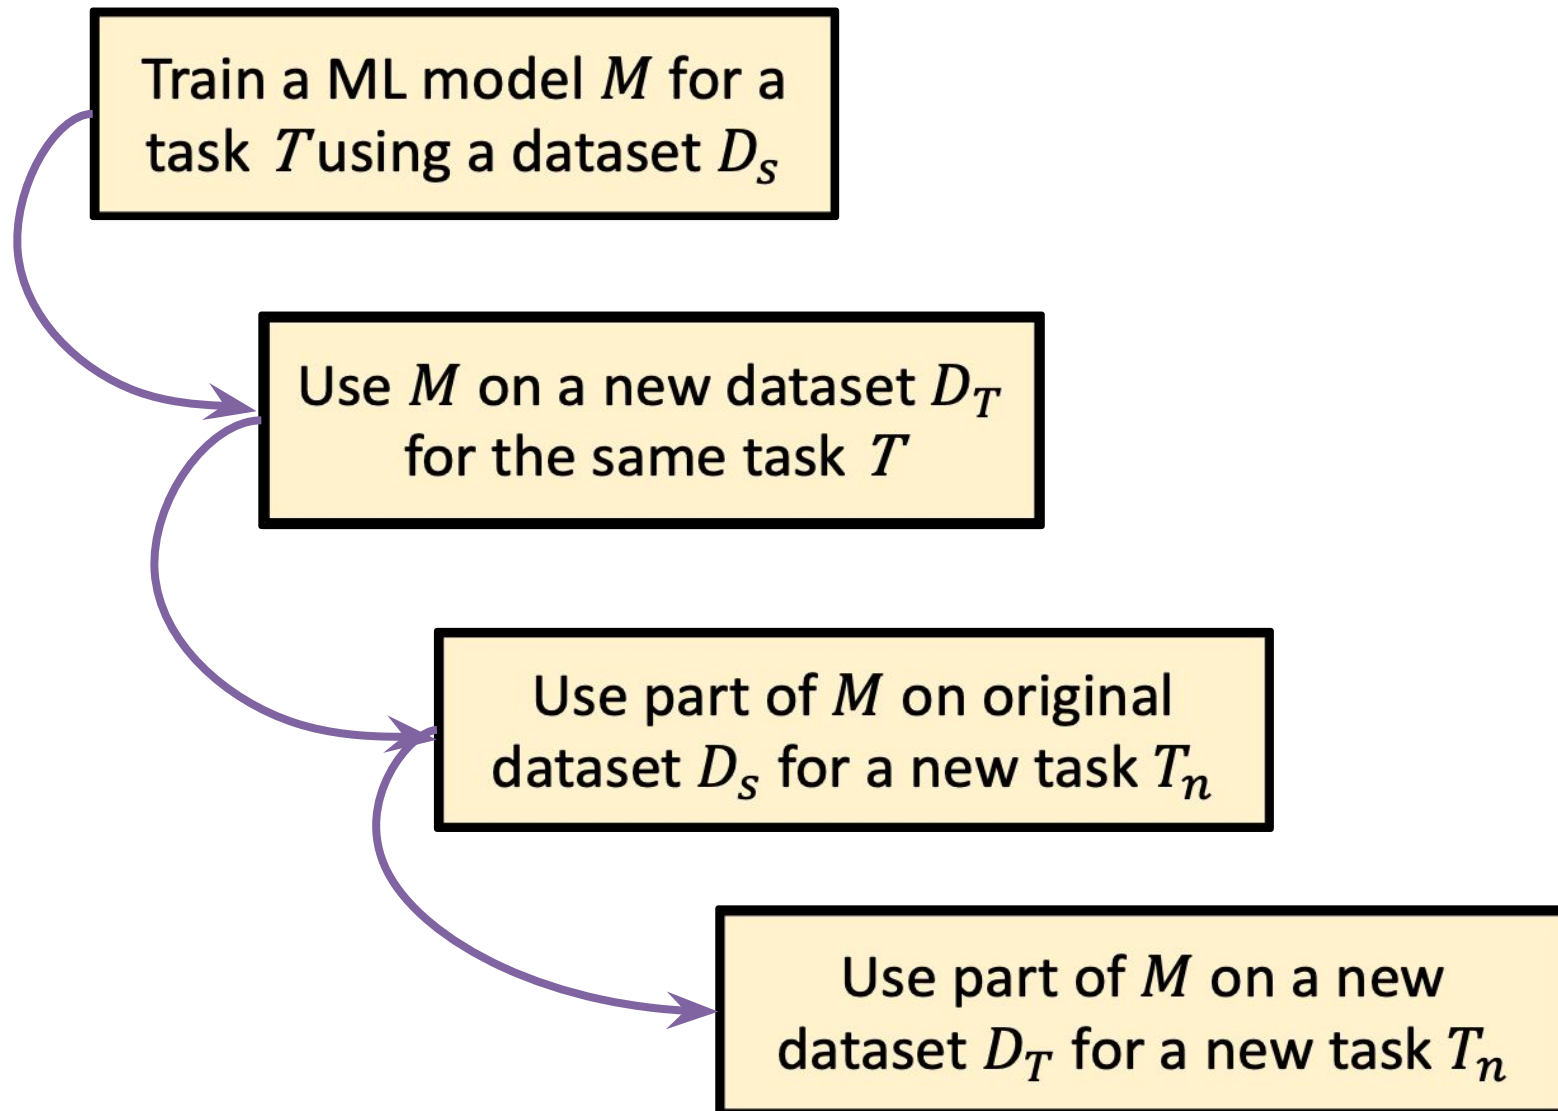 Train a ML model M for a
task T using a dataset Dₛ
Use M on a new dataset D_T
for the same task T
Use part of M on original
dataset Dₛ for a new task Tₙ
Use part of M on a new
dataset D_T for a new task Tₙ